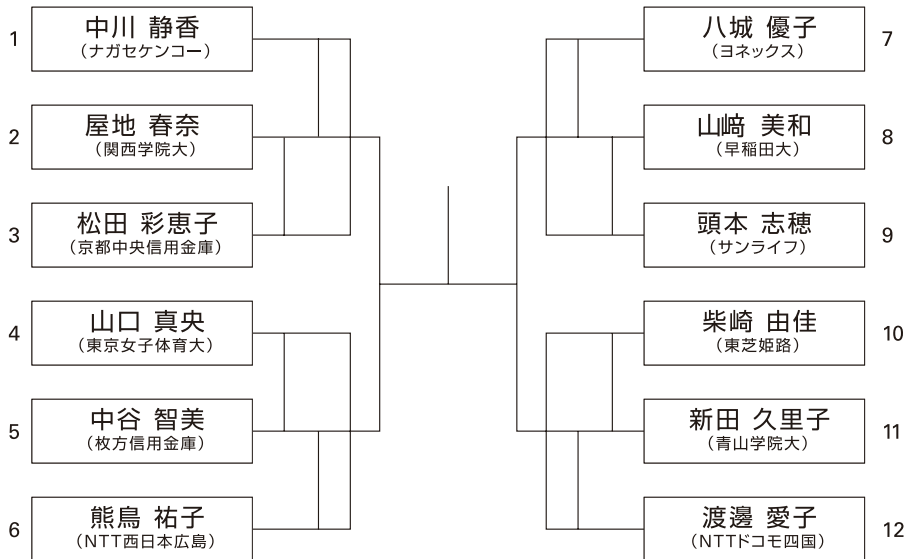 1
中川 静香
（ナガセケンコー）
2
屋地 春奈
（関西学院大）
3
松田 彩恵子
（京都中央信用金庫）
4
山口 真央
（東京女子体育大）
5
中谷 智美
（枚方信用金庫）
6
熊鳥 祐子
（NTT西日本広島）
八城 優子
（ヨネックス）
7
山﨑 美和
（早稲田大）
8
頭本 志穂
（サンライフ）
9
柴崎 由佳
（東芝姫路）
10
新田 久里子
（青山学院大）
11
渡邊 愛子
（NTTドコモ四国）
12